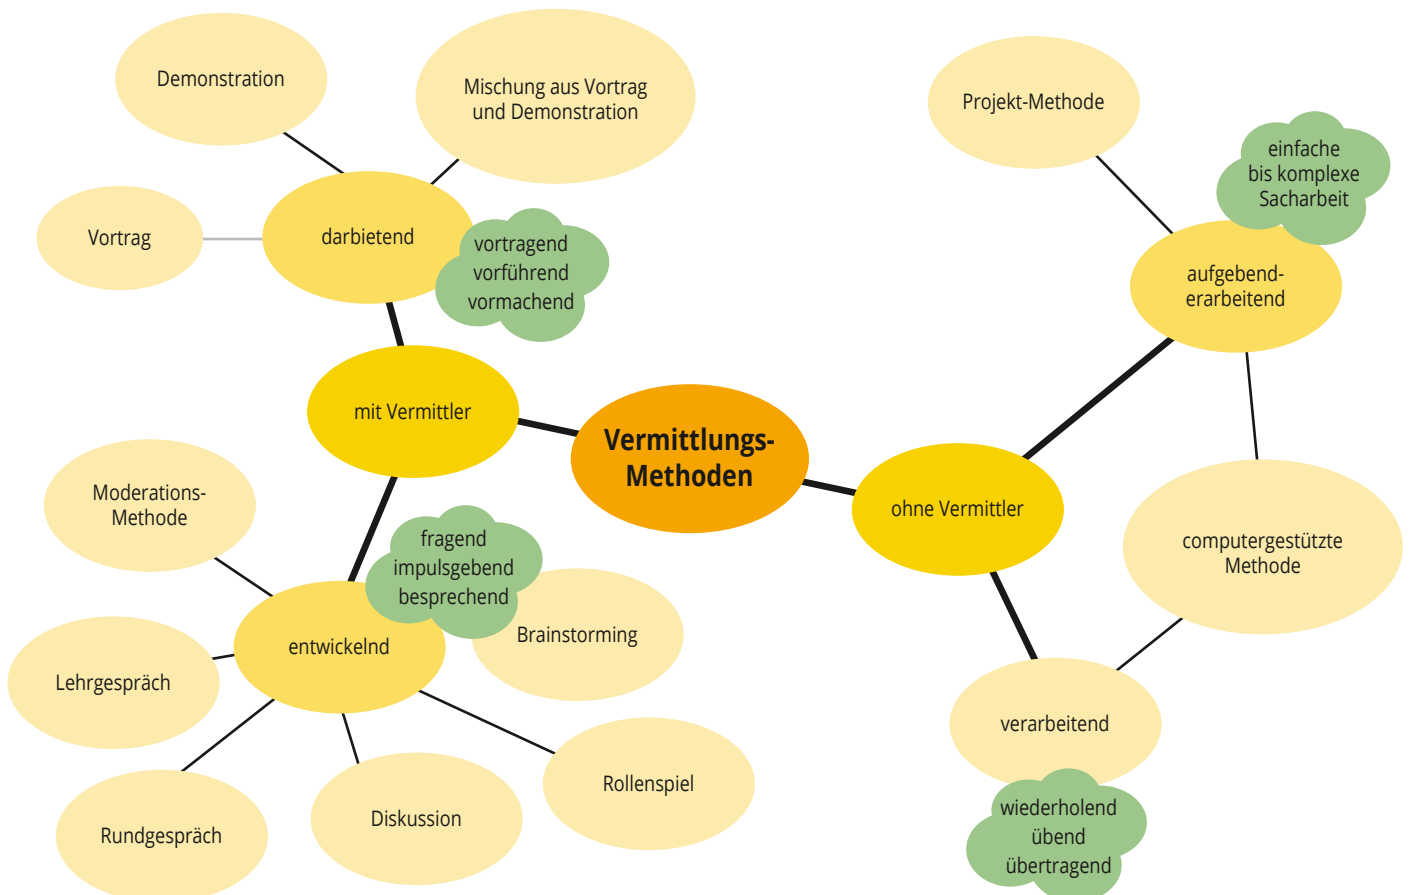 Demonstration
Mischung aus Vortrag
und Demonstration
Vortrag
darbietend
vortragend
vorführend
vormachend
mit Vermittler
Vermittlungs-
Methoden
ohne Vermittler
Projekt-Methode
einfache
bis komplexe
Sacharbeit
aufgebend-
erarbeitend
computergestützte
Methode
verarbeitend
wiederholend
übend
übertragend
Moderations-
Methode
fragend
impulsgebend
besprechend
Brainstorming
entwickelnd
Lehrgespräch
Rundgespräch
Diskussion
Rollenspiel